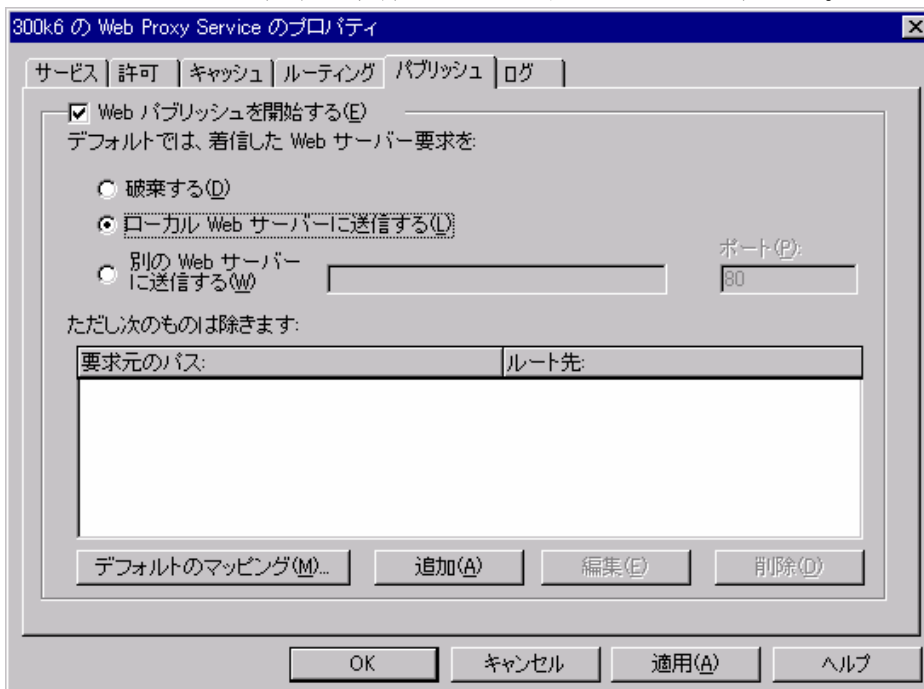 300k6 の Web Proxy Service のプロパティ
サービス 許可 キャッシュ ルーティング パブリッシュ ログ
Web パブリッシュを開始する(E)
デフォルトでは、着信した Web サーバー要求を:
破棄する(D)
ローカル Web サーバーに送信する(L)
ポート(P):
別の Web サーバー
に送信する(W)
80
ただし次のものは除きます:
要求元のパス: ルート先:
デフォルトのマッピング(M)... 追加(A) 編集(E) 削除(D)
OK キャンセル 適用(A) ヘルプ